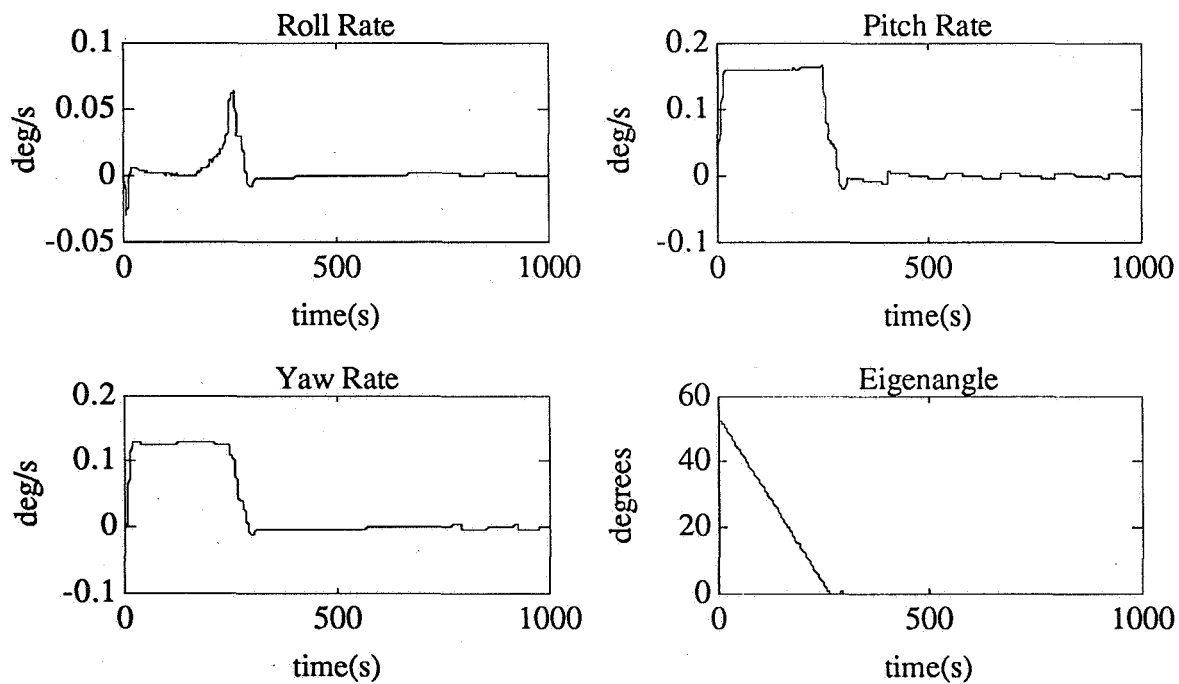 Roll Rate
0.1
0.05
0
-0.05
deg/s
0
500
1000
time(s)
Pitch Rate
0.2
0.1
0
-0.1
deg/s
0
500
1000
time(s)
Yaw Rate
0.2
0.1
0
-0.1
deg/s
0
500
1000
time(s)
Eigenangle
60
40
20
0
degrees
0
500
1000
time(s)